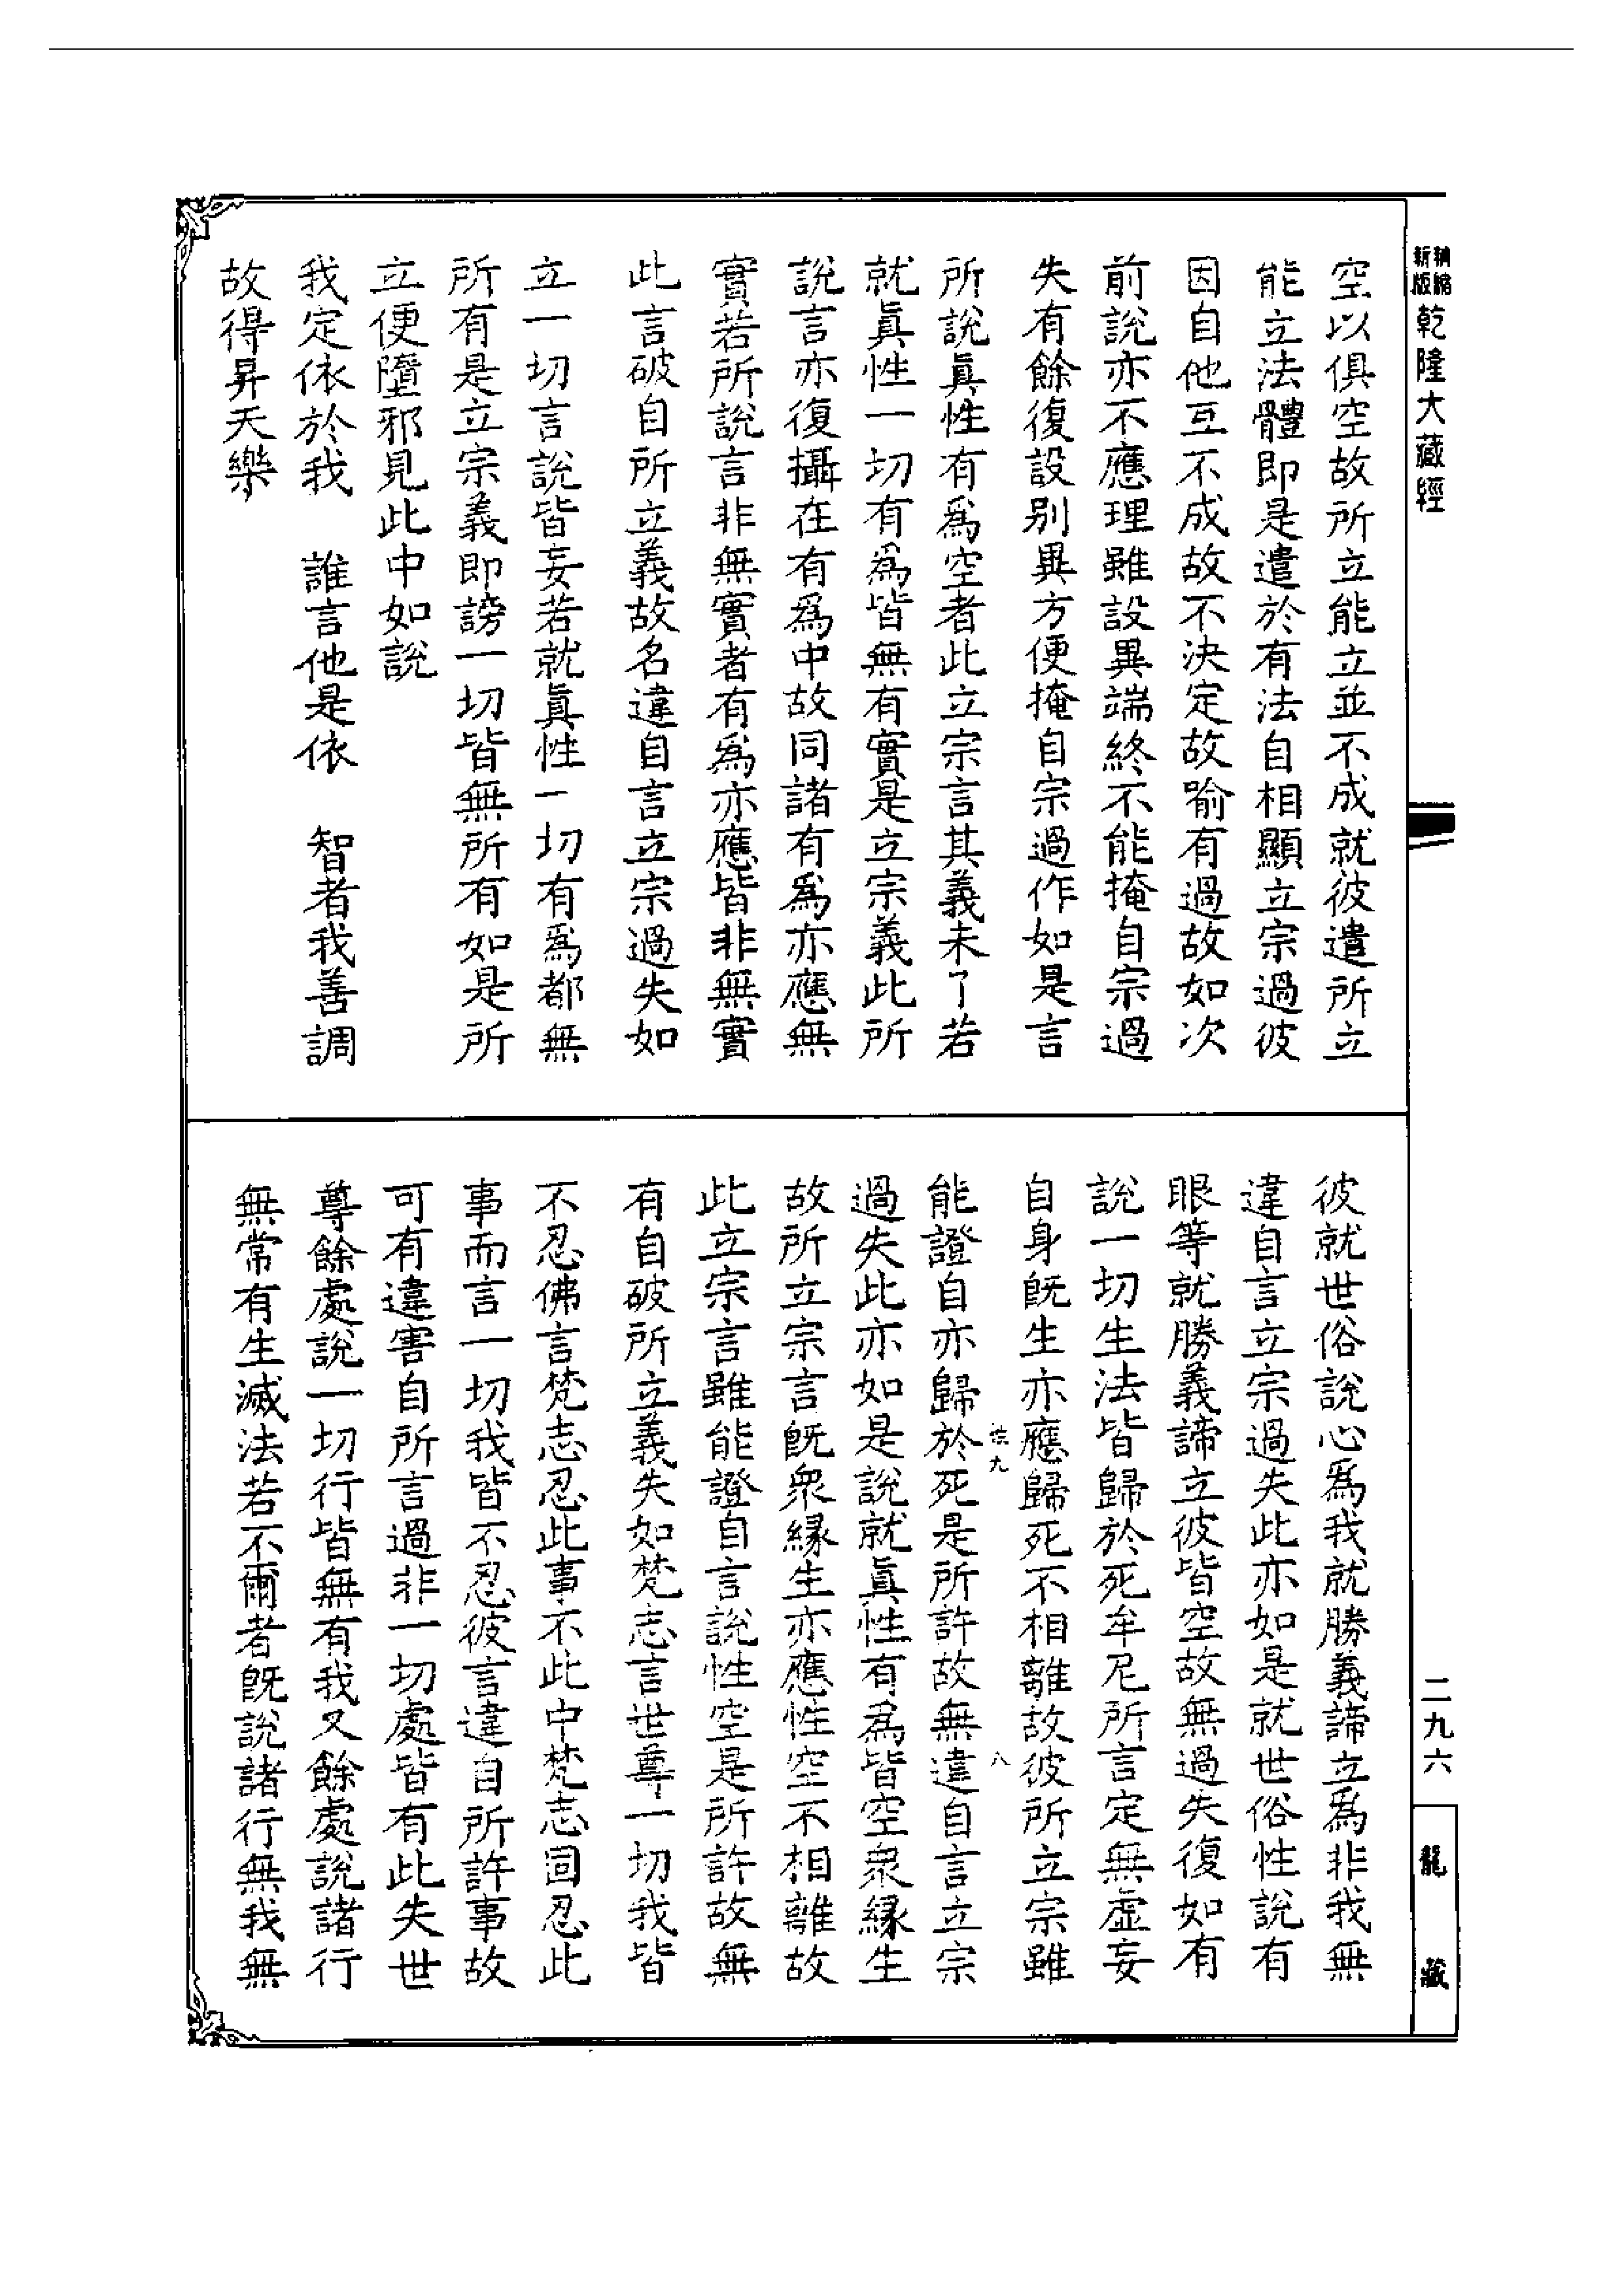 精縮
新版
乾隆大藏經
空以俱空故所立能立並不成就彼遣所立
能立法體即是遣於有法自相顯立宗過彼
因自他互不成故不決定故喻有過故如次
前說亦不應理雖設異端終不能掩自宗過
失有餘復設別異方便掩自宗過作如是言
所說眞性有爲空者此立宗言其義未了若
就眞性一切有爲皆無有實是立宗義此所
說言亦復攝在有爲中故同諸有爲亦應無
實若所說言非無實者有爲亦應皆非無實
此言破自所立義故名違自言立宗過失如
立一切言說皆妄若就眞性一切有爲都無
所有是立宗義即謗一切皆無所有如是所
立便墮邪見此中如說
我定依於我　誰言他是依　智者我善調
故得昇天樂
彼就世俗說心爲我就勝義諦立爲非我無
違自言立宗過失此亦如是就世俗性說有
眼等就勝義諦立彼皆空故無過失復如有
說一切生法皆歸於死牟尼所言定無虛妄
自身旣生亦應歸死不相離故彼所立宗雖
九
八
能證自亦歸於死是所許故無違自言立宗
過失此亦如是說就眞性有爲皆空衆緣生
故所立宗言旣衆緣生亦應性空不相離故
此立宗言雖能證自言說性空是所許故無
有自破所立義失如梵志言世尊一切我皆
不忍佛言梵志忍此事不此中梵志固忍此
事而言一切我皆不忍彼言違自所許事故
可有違害自所言過非一切處皆有此失世
尊餘處說一切行皆無有我又餘處說諸行
無常有生滅法若不爾者旣說諸行無我無
二九六
龍藏